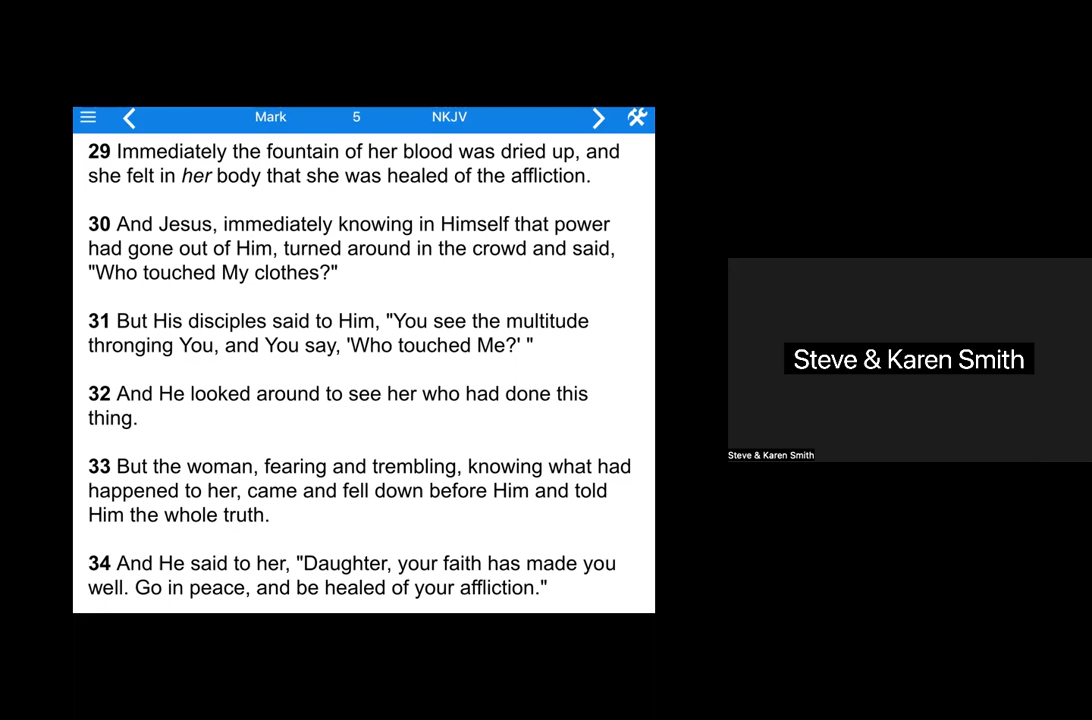 Mark 5 NKJV
29 Immediately the fountain of her blood was dried up, and
she felt in her body that she was healed of the affliction.
30 And Jesus, immediately knowing in Himself that power
had gone out of Him, turned around in the crowd and said,
"Who touched My clothes?"
31 But His disciples said to Him, "You see the multitude
thronging You, and You say, 'Who touched Me?' "
32 And He looked around to see her who had done this
thing.
33 But the woman, fearing and trembling, knowing what had
happened to her, came and fell down before Him and told
Him the whole truth.
34 And He said to her, "Daughter, your faith has made you
well. Go in peace, and be healed of your affliction."
Steve & Karen Smith
Steve & Karen Smith